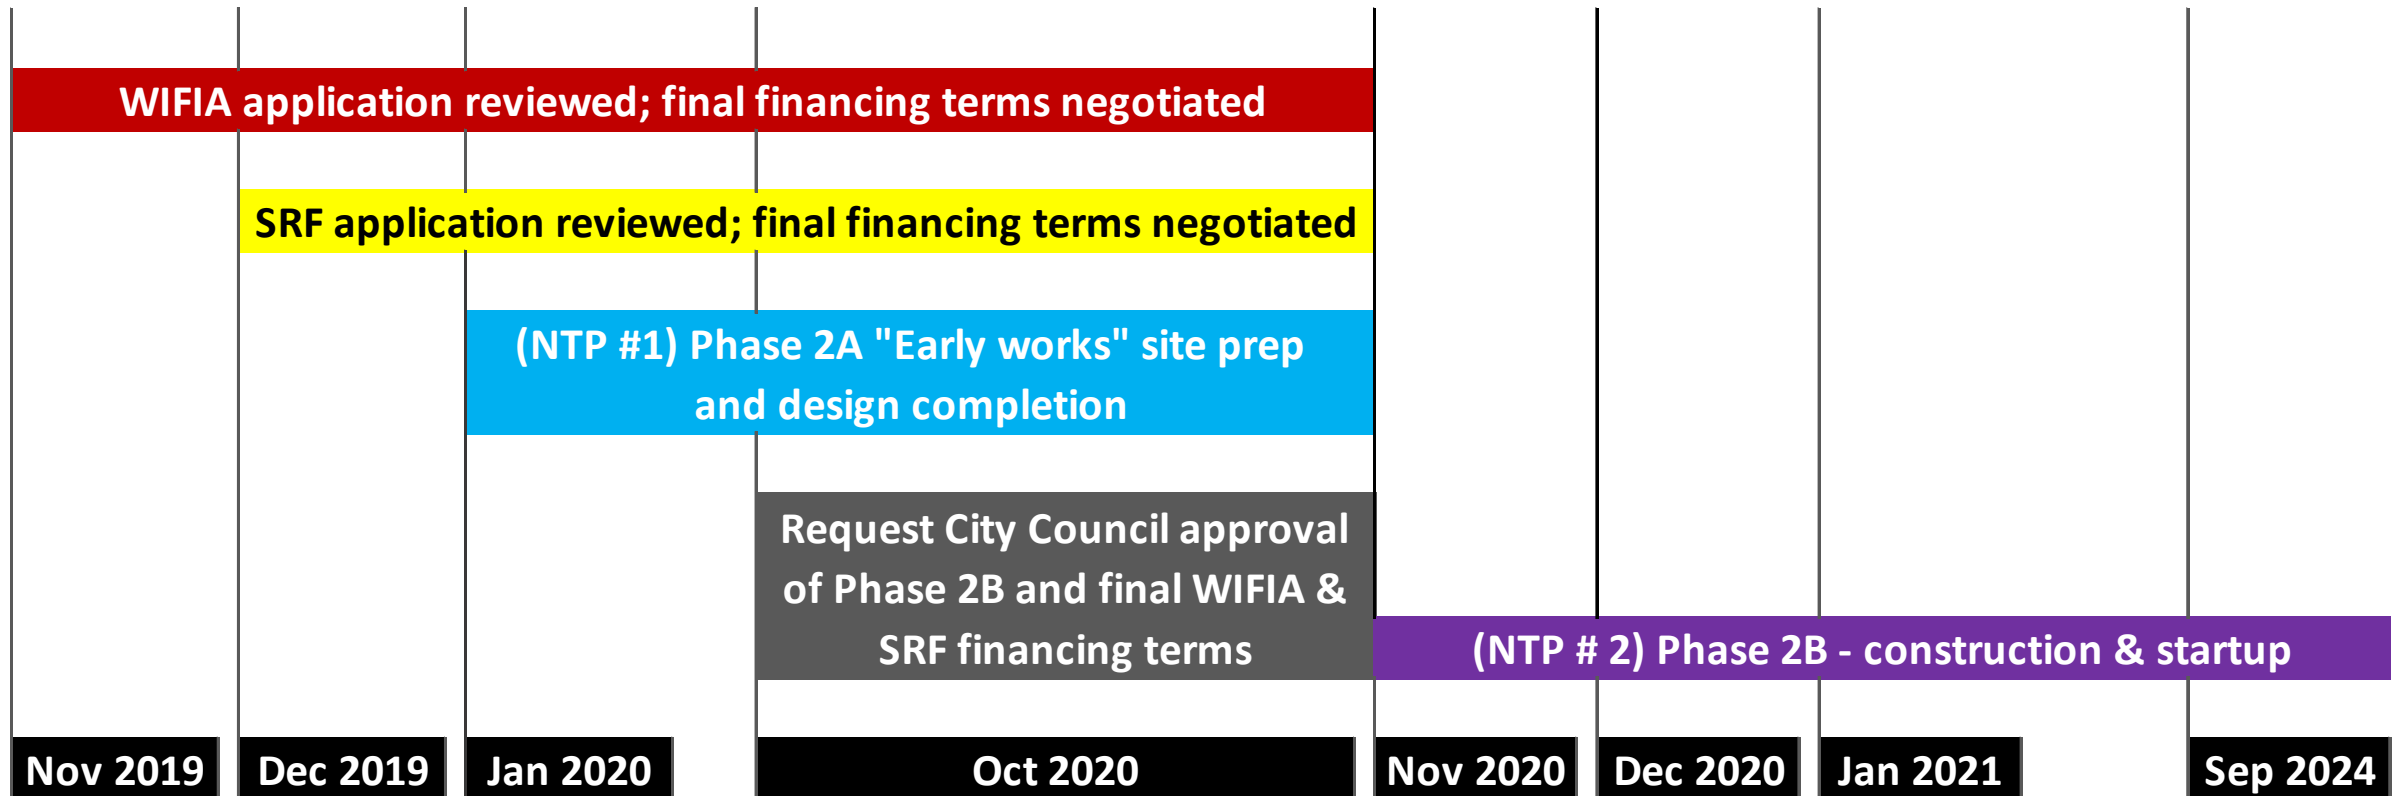 WIFIA application reviewed; final financing terms negotiated
SRF application reviewed; final financing terms negotiated
(NTP #1) Phase 2A "Early works" site prep
and design completion
Request City Council approval
of Phase 2B and final WIFIA &
SRF financing terms
(NTP # 2) Phase 2B - construction & startup
Nov 2019
Dec 2019
Jan 2020
Oct 2020
Nov 2020
Dec 2020
Jan 2021
Sep 2024